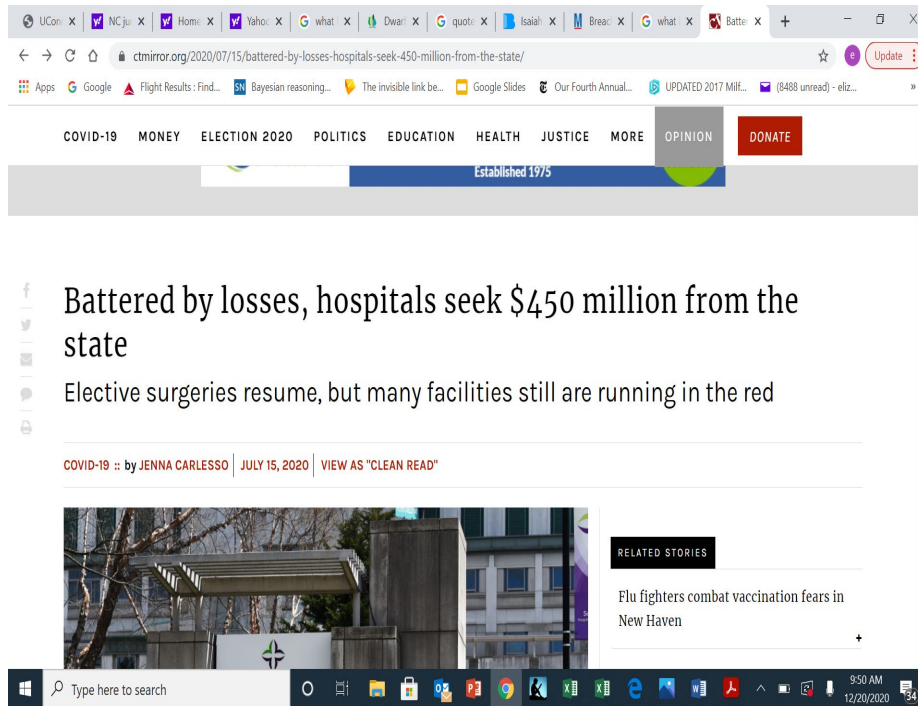 UCon
NC ju
Home
Yahoo
G what
Dwar
G quote
Isaiah
M Breac
G what
Batter
ctmirror.org/2020/07/15/battered-by-losses-hospitals-seek-450-million-from-the-state/
e
Update
Apps
G Google
Flight Results : Find...
SN Bayesian reasoning...
The invisible link be...
Google Slides
Our Fourth Annual...
UPDATED 2017 Milf...
(8488 unread) - eliz...
»
COVID-19 MONEY ELECTION 2020 POLITICS EDUCATION HEALTH JUSTICE MORE OPINION DONATE
Established 1975
Battered by losses, hospitals seek $450 million from the
state
Elective surgeries resume, but many facilities still are running in the red
COVID-19 :: by JENNA CARLESSO JULY 15, 2020 VIEW AS "CLEAN READ"
RELATED STORIES
Flu fighters combat vaccination fears in
New Haven
+
Type here to search
9:50 AM
12/20/2020
34